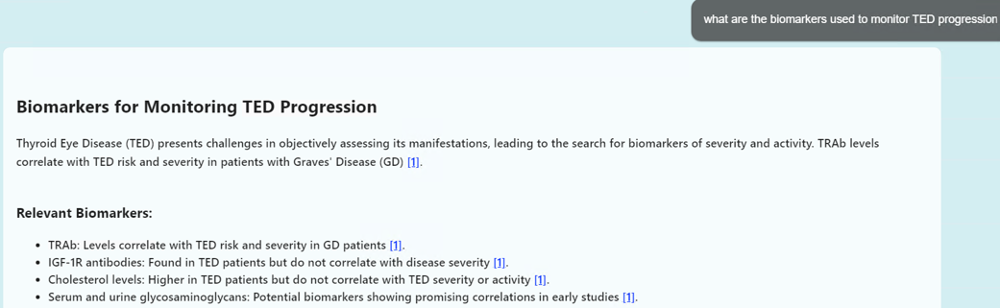 what are the biomarkers used to monitor TED progression
Biomarkers for Monitoring TED Progression
Thyroid Eye Disease (TED) presents challenges in objectively assessing its manifestations, leading to the search for biomarkers of severity and activity. TRAb levels
correlate with TED risk and severity in patients with Graves' Disease (GD) [1].
Relevant Biomarkers:
• TRAb: Levels correlate with TED risk and severity in GD patients [1].
• IGF-1R antibodies: Found in TED patients but do not correlate with disease severity [1].
• Cholesterol levels: Higher in TED patients but do not correlate with TED severity or activity [1].
• Serum and urine glycosaminoglycans: Potential biomarkers showing promising correlations in early studies [1].